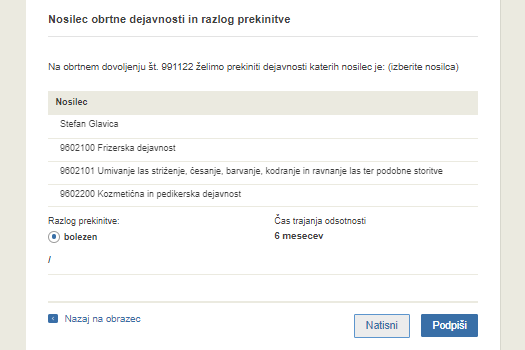 Nosilec obrtne dejavnosti in razlog prekinitve
Na obrtnem dovoljenju št. 991122 želimo prekiniti dejavnosti katerih nosilec je: (izberite nosilca)
Nosilec
Stefan Glavica
9602100 Frizerska dejavnost
9602101 Umivanje las striženje, česanje, barvanje, kodranje in ravnanje las ter podobne storitve
9602200 Kozmetična in pedikerska dejavnost
Razlog prekinitve: Čas trajanja odsotnosti
bolezen 6 mesecev
/
Nazaj na obrazec Natisni Podpiši